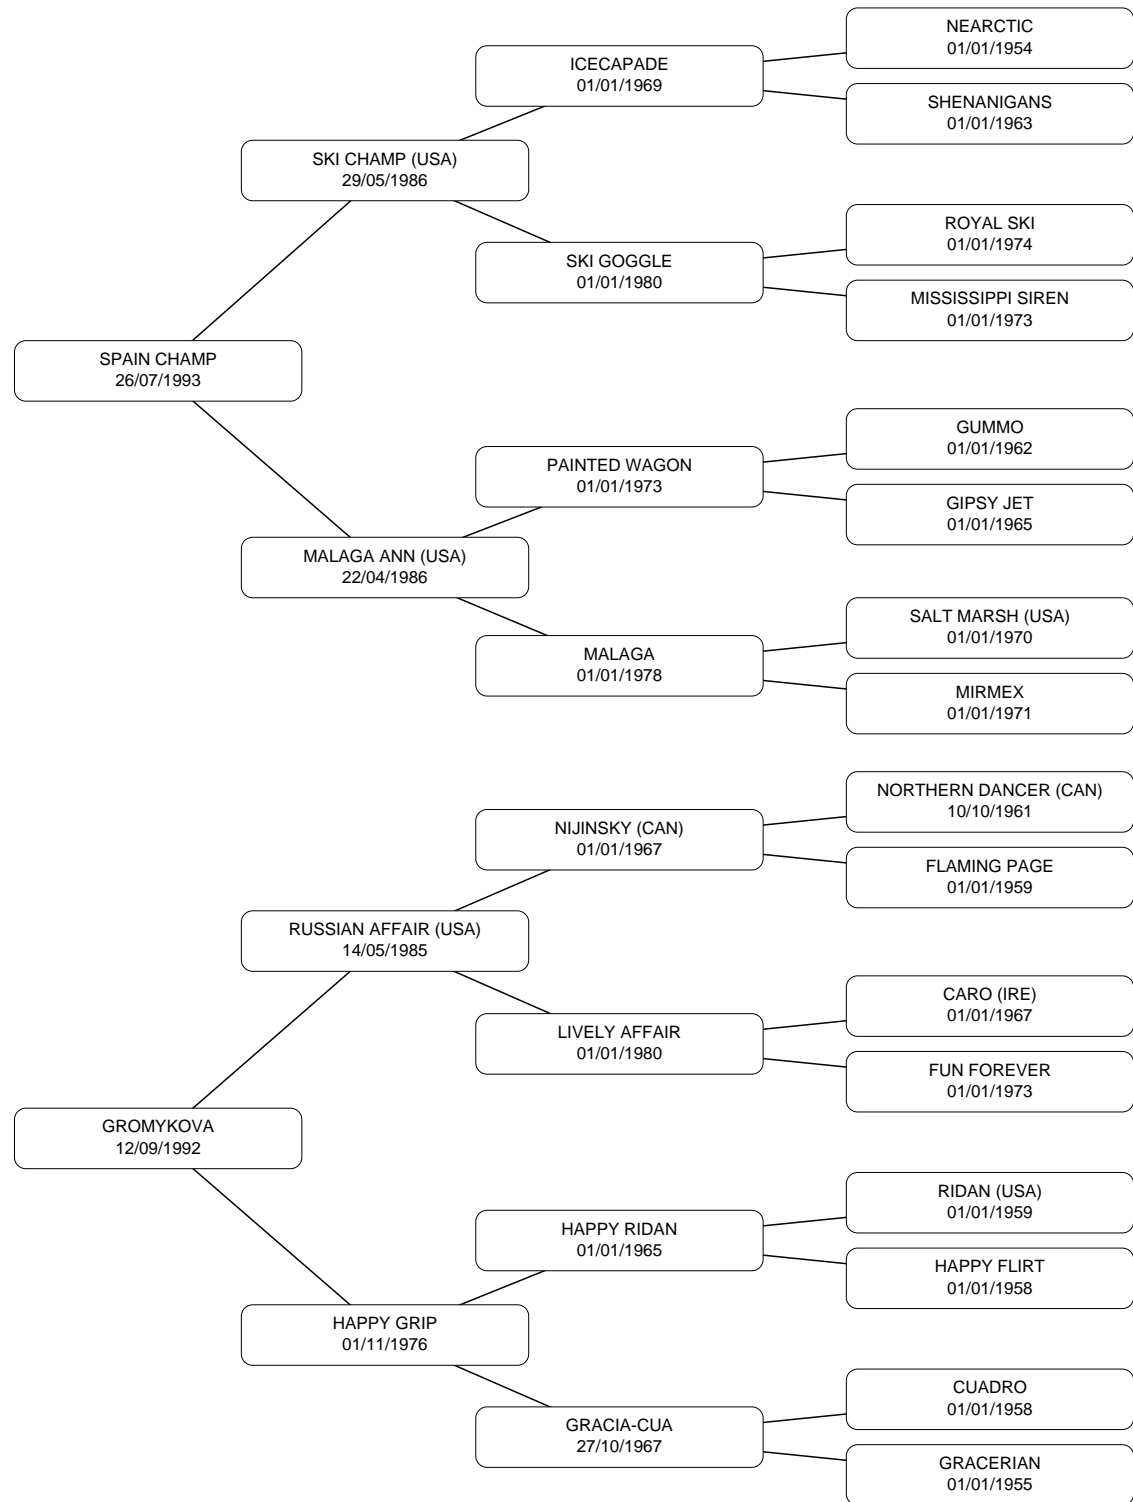 NEARCTIC
01/01/1954
ICECAPADE
01/01/1969
SHENANIGANS
01/01/1963
SKI CHAMP (USA)
29/05/1986
ROYAL SKI
01/01/1974
SKI GOGGLE
01/01/1980
MISSISSIPPI SIREN
01/01/1973
SPAIN CHAMP
26/07/1993
GUMMO
01/01/1962
PAINTED WAGON
01/01/1973
GIPSY JET
01/01/1965
MALAGA ANN (USA)
22/04/1986
SALT MARSH (USA)
01/01/1970
MALAGA
01/01/1978
MIRMEX
01/01/1971
NORTHERN DANCER (CAN)
10/10/1961
NIJINSKY (CAN)
01/01/1967
FLAMING PAGE
01/01/1959
RUSSIAN AFFAIR (USA)
14/05/1985
CARO (IRE)
01/01/1967
LIVELY AFFAIR
01/01/1980
FUN FOREVER
01/01/1973
GROMYKOVA
12/09/1992
RIDAN (USA)
01/01/1959
HAPPY RIDAN
01/01/1965
HAPPY FLIRT
01/01/1958
HAPPY GRIP
01/11/1976
CUADRO
01/01/1958
GRACIA-CUA
27/10/1967
GRACERIAN
01/01/1955